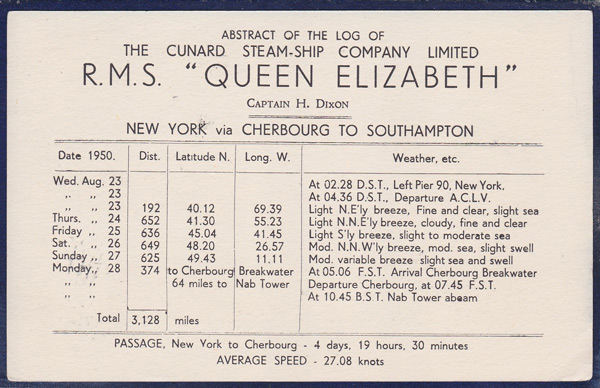 ABSTRACT OF THE LOG OF
THE CUNARD STEAM-SHIP COMPANY LIMITED
R.M.S. "QUEEN ELIZABETH"
CAPTAIN H. DIXON
NEW YORK via CHERBOURG TO SOUTHAMPTON
Date 1950. Dist. Latitude N. Long. W. Weather, etc.
Wed. Aug. 23 At 02.28 D.S.T., Left Pier 90, New York.
,, ,, 23 At 04.36 D.S.T., Departure A.C.L.V.
,, ,, 23 192 40.12 69.39 Light N.E'ly breeze, Fine and clear, slight sea
Thurs. ,, 24 652 41.30 55.23 Light N.N.E'ly breeze, cloudy, fine and clear
Friday ,, 25 636 45.04 41.45 Light S'ly breeze, slight to moderate sea
Sat. ,, 26 649 48.20 26.57 Mod. N.N.W'ly breeze, mod. sea, slight swell
Sunday ,, 27 625 49.43 11.11 Mod. variable breeze slight sea and swell
Monday ,, 28 374 to Cherbourg Breakwater At 05.06 F.S.T. Arrival Cherbourg Breakwater
,, ,, 64 miles to Nab Tower Departure Cherbourg, at 07.45 F.S.T.
,, ,, At 10.45 B.S.T. Nab Tower abeam
Total 3,128 miles
PASSAGE, New York to Cherbourg - 4 days, 19 hours, 30 minutes
AVERAGE SPEED - 27.08 knots